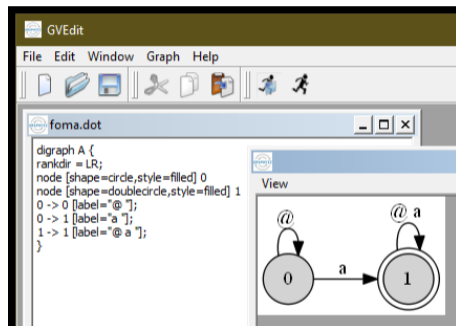 GVEdit
File Edit Window Graph Help
foma.dot
digraph A {
rankdir = LR;
node [shape=circle,style=filled] 0
node [shape=doublecircle,style=filled] 1
0 -> 0 [label="@ "];
0 -> 1 [label="a "];
1 -> 1 [label="@ a "];
}
View
@ @ a
0 a 1